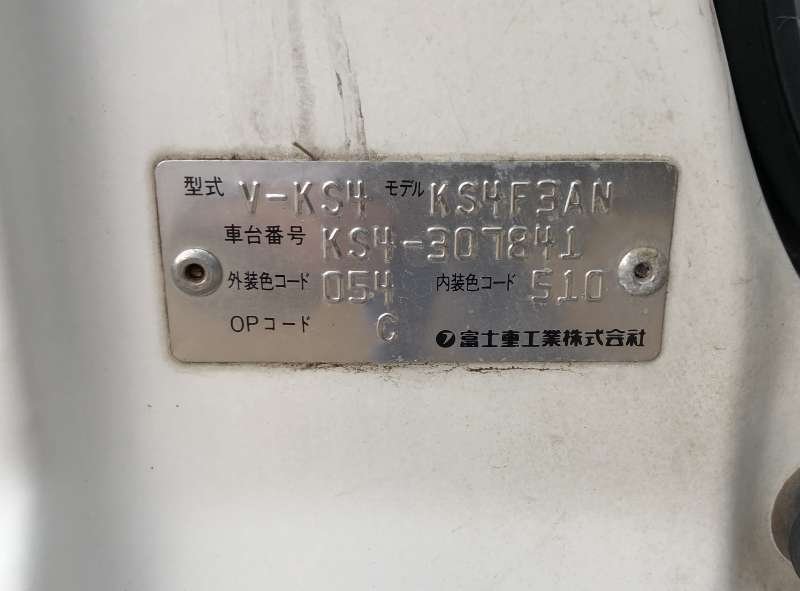 型式 V-KS4 モデル KS4F3AN
車台番号 KS4-307841
外装色コード 054 内装色コード 510
OPコード C
富士重工業株式会社